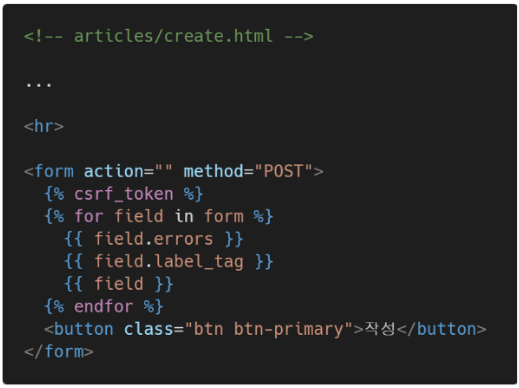 <!-- articles/create.html -->
...
<hr>
<form action="" method="POST">
{% csrf_token %}
{% for field in form %}
{{ field.errors }}
{{ field.label_tag }}
{{ field }}
{% endfor %}
<button class="btn btn-primary">작성</button>
</form>